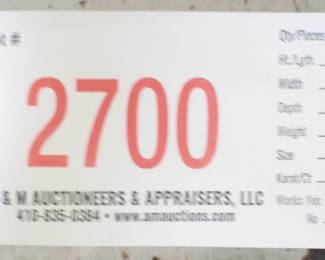 t #
2700
& M AUCTIONEERS & APPRAISERS, LLC
410-835-0384 • www.amauctions.com
Qty/Pieces
Ht./Lgth
Width
Depth
Weight
Size
Karat/Ct
Works: Yes
No